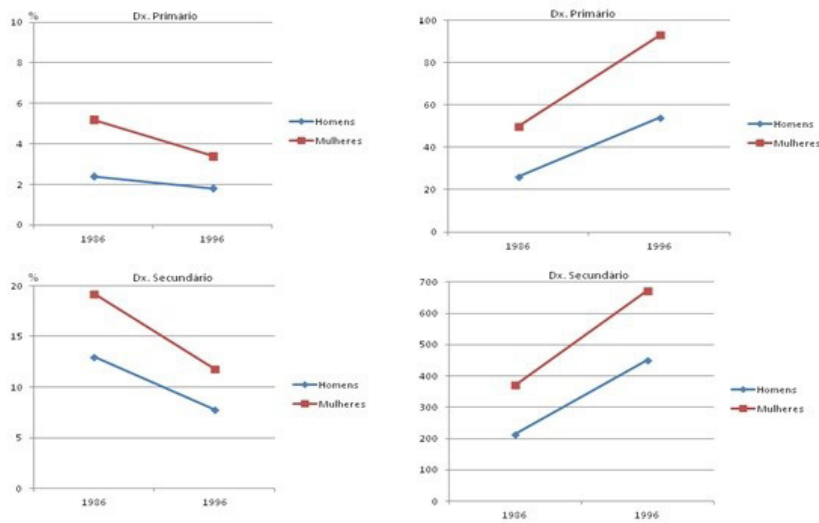 %
Dx. Primário
10
8
6
4
2
0
1986
1996
Homens
Mulheres
Dx. Primário
100
80
60
40
20
0
1986
1996
Homens
Mulheres
%
Dx. Secundário
20
15
10
5
0
1986
1996
Homens
Mulheres
Dx. Secundário
700
600
500
400
300
200
100
0
1986
1996
Homens
Mulheres